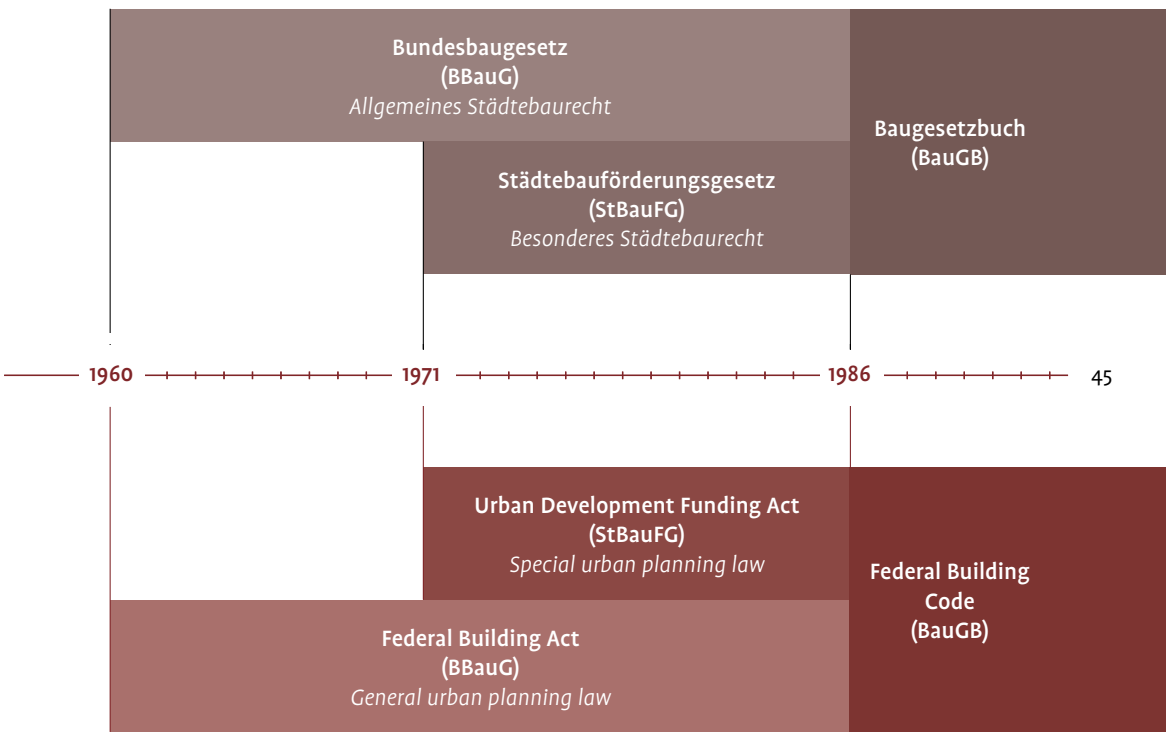 Bundesbaugesetz
(BBauG)
Allgemeines Städtebaurecht
Baugesetzbuch
(BauGB)
Städtebauförderungsgesetz
(StBauFG)
Besonderes Städtebaurecht
1960 1971 1986 45
Urban Development Funding Act
(StBauFG)
Special urban planning law
Federal Building
Code
(BauGB)
Federal Building Act
(BBauG)
General urban planning law